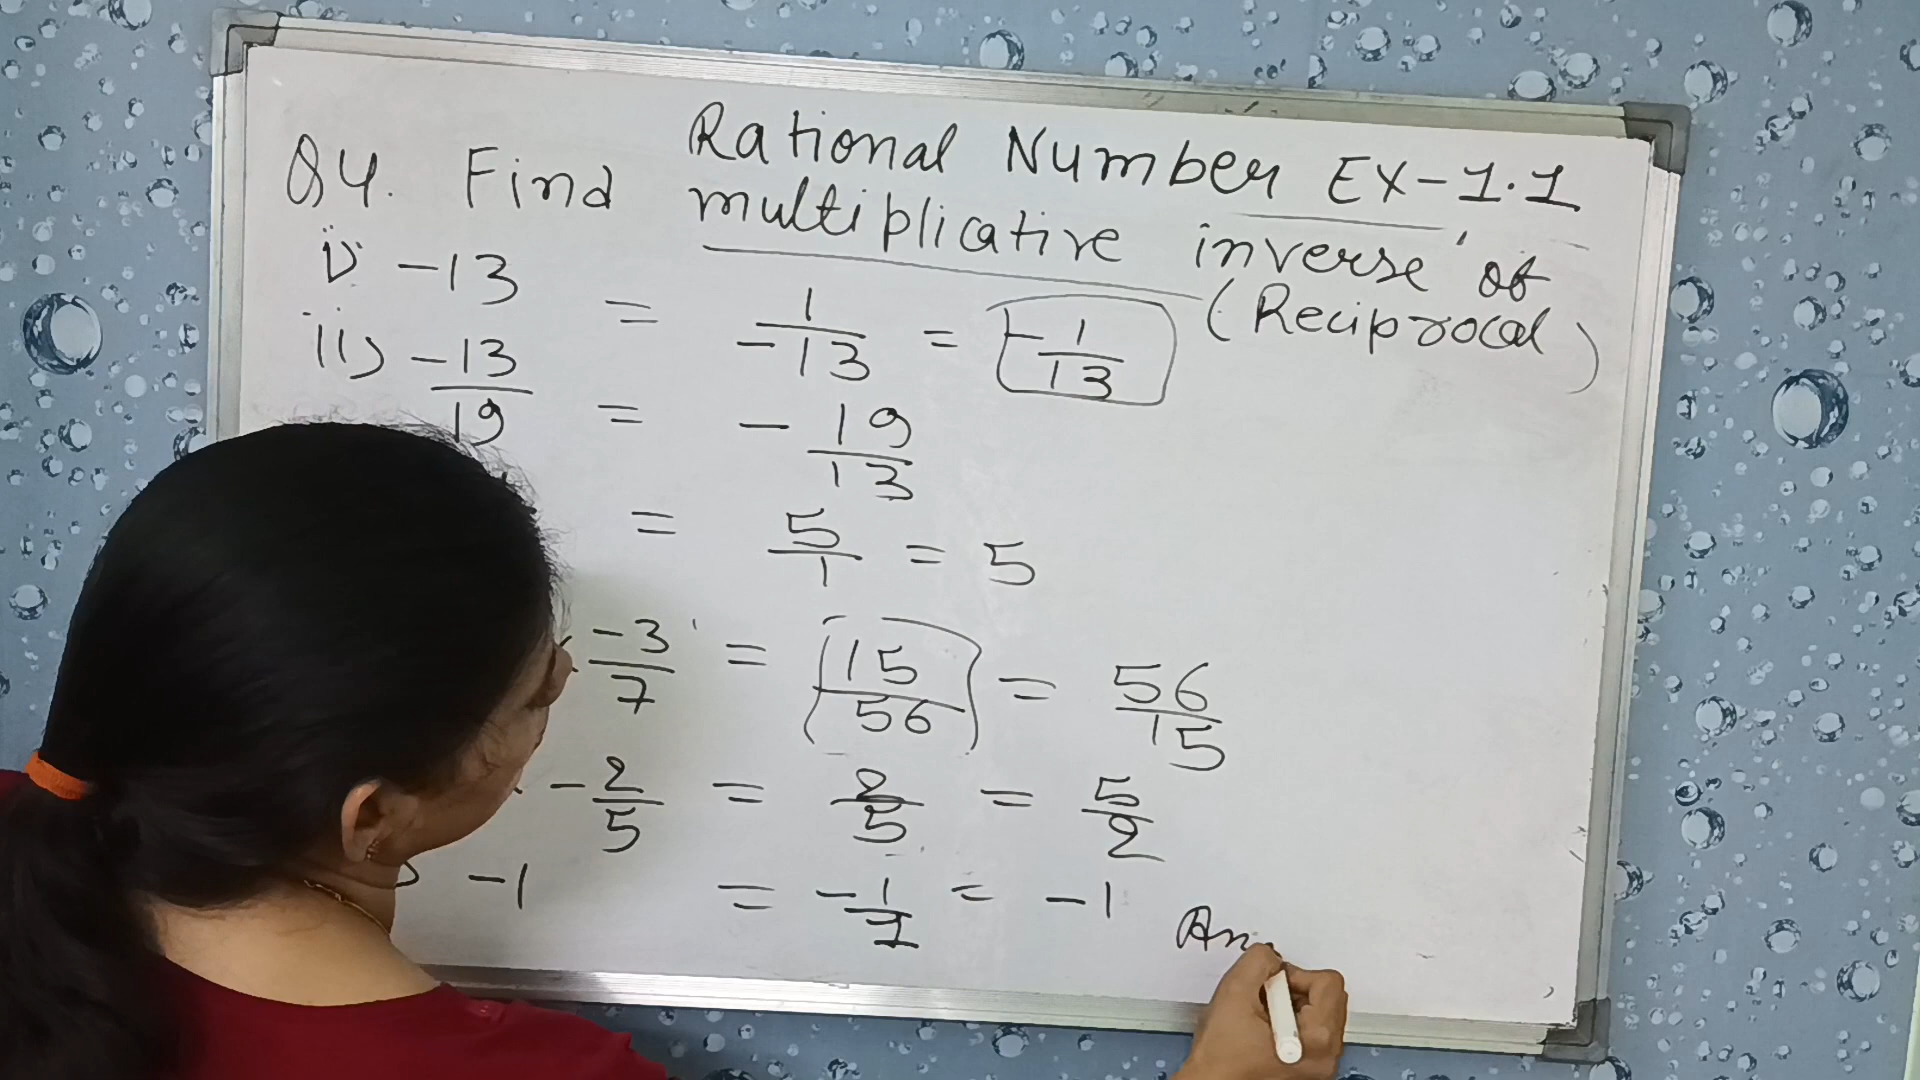 Rational Number EX-1.1
Q4. Find multiplicative inverse of
(Reciprocal)
i) -13 = 1/-13 = -1/13
ii) -13/19 = -19/13
= 5/1 = 5
× -3/7 = 15/56 = 56/15
× -2/5 = 2/5 = 5/2
-1 = -1/1 = -1 An